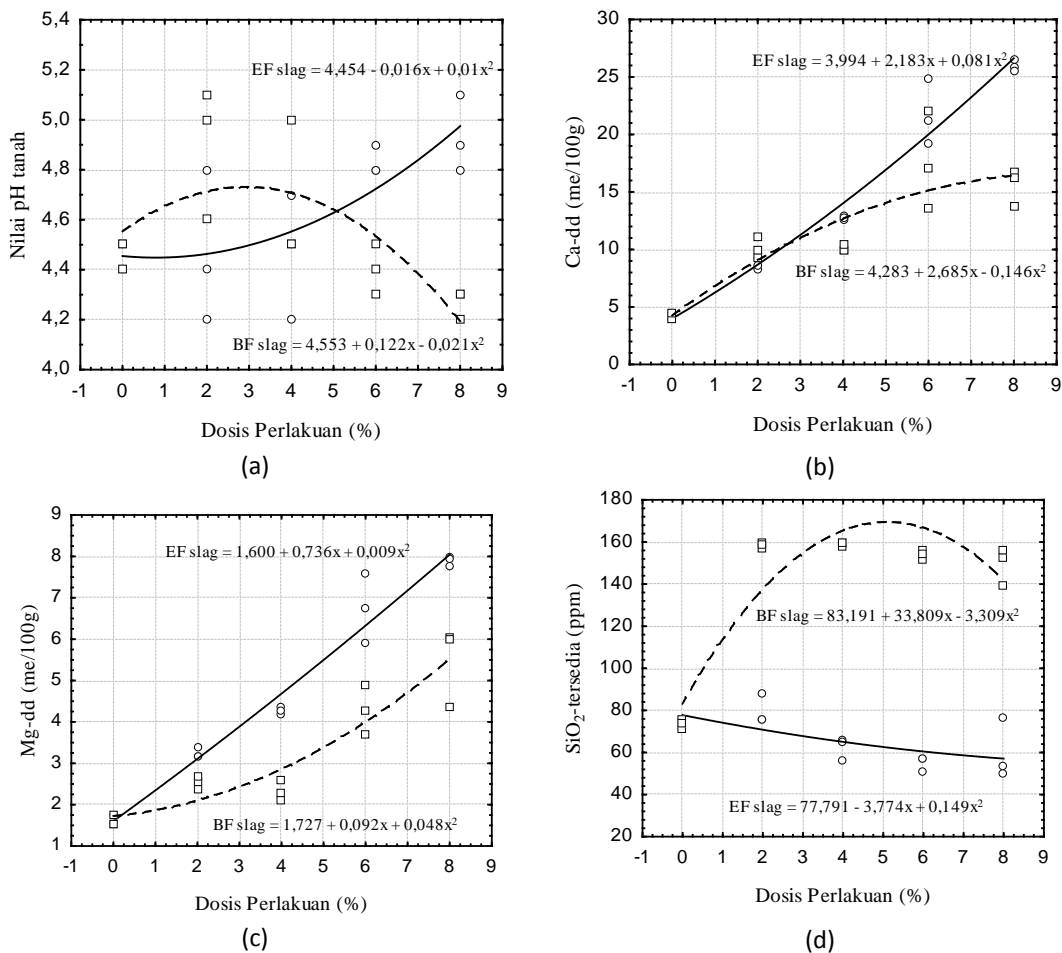 5,4
5,2
5,0
4,8
4,6
4,4
4,2
4,0
Nilai pH tanah
EF slag = 4,454 - 0,016x + 0,01x²
BF slag = 4,553 + 0,122x - 0,021x²
-1 0 1 2 3 4 5 6 7 8 9
Dosis Perlakuan (%)
(a)
30
25
20
15
10
5
0
Ca-dd (me/100g)
EF slag = 3,994 + 2,183x + 0,081x²
BF slag = 4,283 + 2,685x - 0,146x²
-1 0 1 2 3 4 5 6 7 8 9
Dosis Perlakuan (%)
(b)
9
8
7
6
5
4
3
2
1
Mg-dd (me/100g)
EF slag = 1,600 + 0,736x + 0,009x²
BF slag = 1,727 + 0,092x + 0,048x²
-1 0 1 2 3 4 5 6 7 8 9
Dosis Perlakuan (%)
(c)
180
160
140
120
100
80
60
40
20
SiO₂-tersedia (ppm)
BF slag = 83,191 + 33,809x - 3,309x²
EF slag = 77,791 - 3,774x + 0,149x²
-1 0 1 2 3 4 5 6 7 8 9
Dosis Perlakuan (%)
(d)